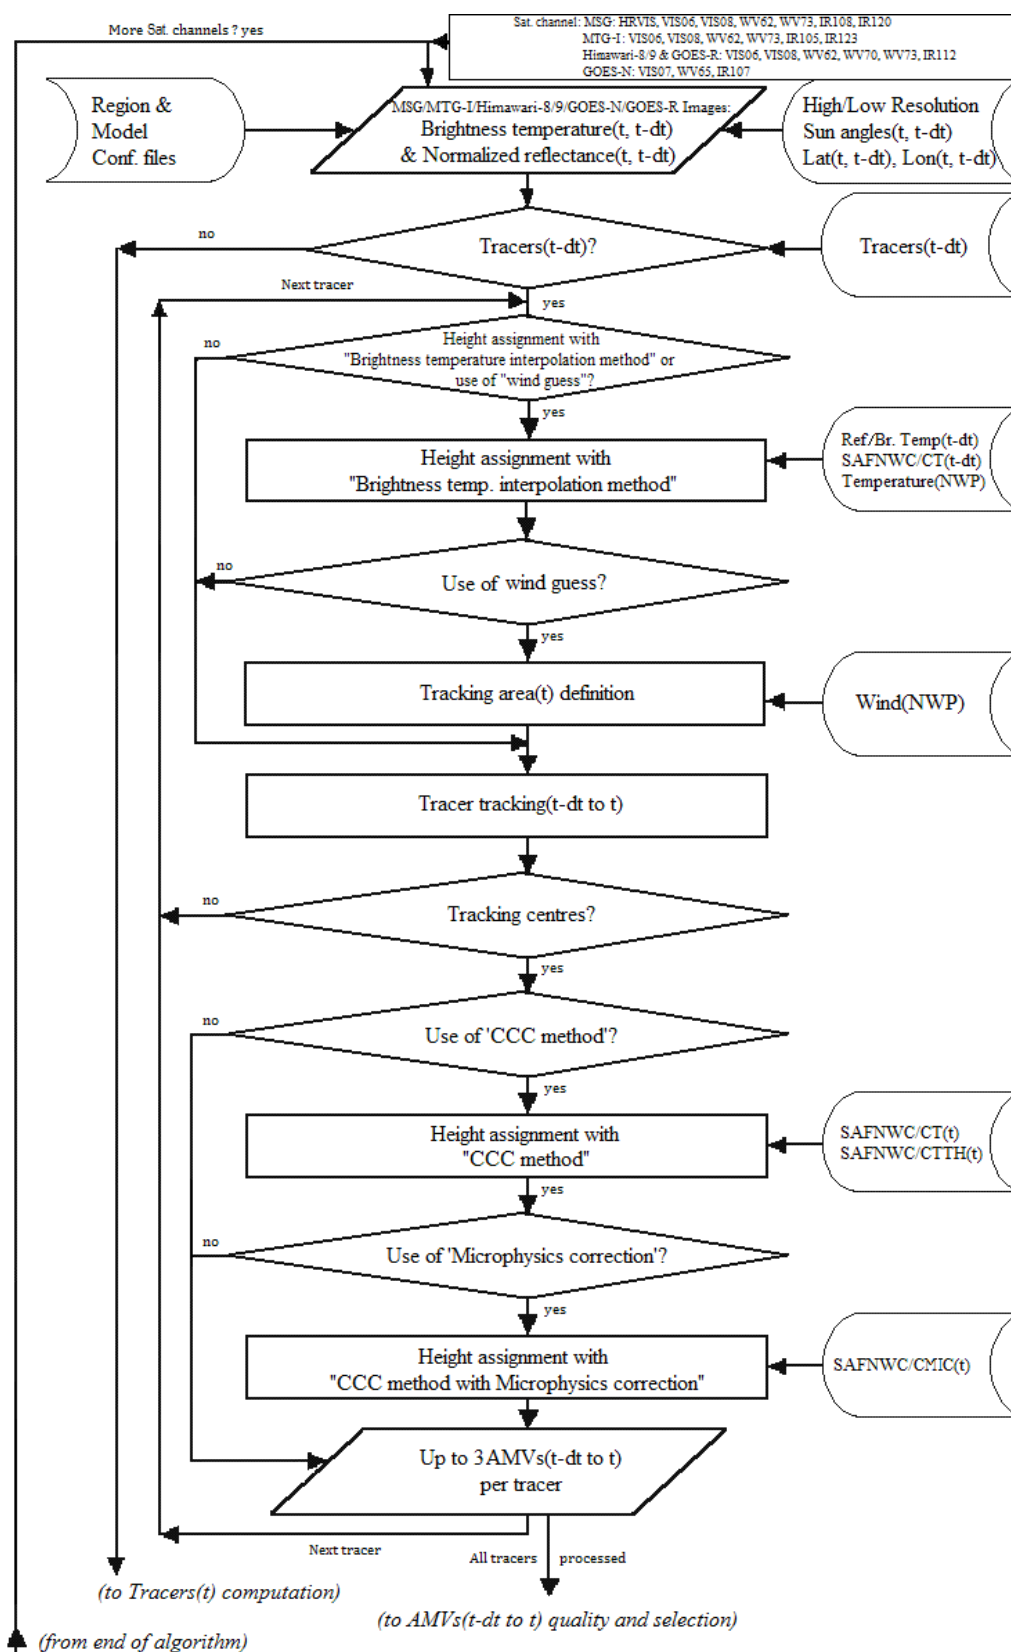 Sat. channel: MSG: HRVIS, VIS06, VIS08, WV62, WV73, IR108, IR120
MTG-I: VIS06, VIS08, WV62, WV73, IR105, IR123
Himawari-8/9 & GOES-R: VIS06, VIS08, WV62, WV70, WV73, IR112
GOES-N: VIS07, WV65, IR107
More Sat. channels ? yes
Region &
Model
Conf. files
MSG/MTG-I/Himawari-8/9/GOES-N/GOES-R Images:
Brightness temperature(t, t-dt)
& Normalized reflectance(t, t-dt)
High/Low Resolution
Sun angles(t, t-dt)
Lat(t, t-dt), Lon(t, t-dt)
no
Tracers(t-dt)?
Tracers(t-dt)
Next tracer
yes
no
Height assignment with
"Brightness temperature interpolation method" or
use of "wind guess"?
yes
Height assignment with
"Brightness temp. interpolation method"
Ref/Br. Temp(t-dt)
SAFNWC/CT(t-dt)
Temperature(NWP)
no
Use of wind guess?
yes
Tracking area(t) definition
Wind(NWP)
Tracer tracking(t-dt to t)
no
Tracking centres?
yes
no
Use of 'CCC method'?
yes
Height assignment with
"CCC method"
SAFNWC/CT(t)
SAFNWC/CTTH(t)
yes
no
Use of 'Microphysics correction'?
yes
Height assignment with
"CCC method with Microphysics correction"
SAFNWC/CMIC(t)
Up to 3AMVs(t-dt to t)
per tracer
Next tracer
All tracers processed
(to Tracers(t) computation)
(to AMVs(t-dt to t) quality and selection)
(from end of algorithm)